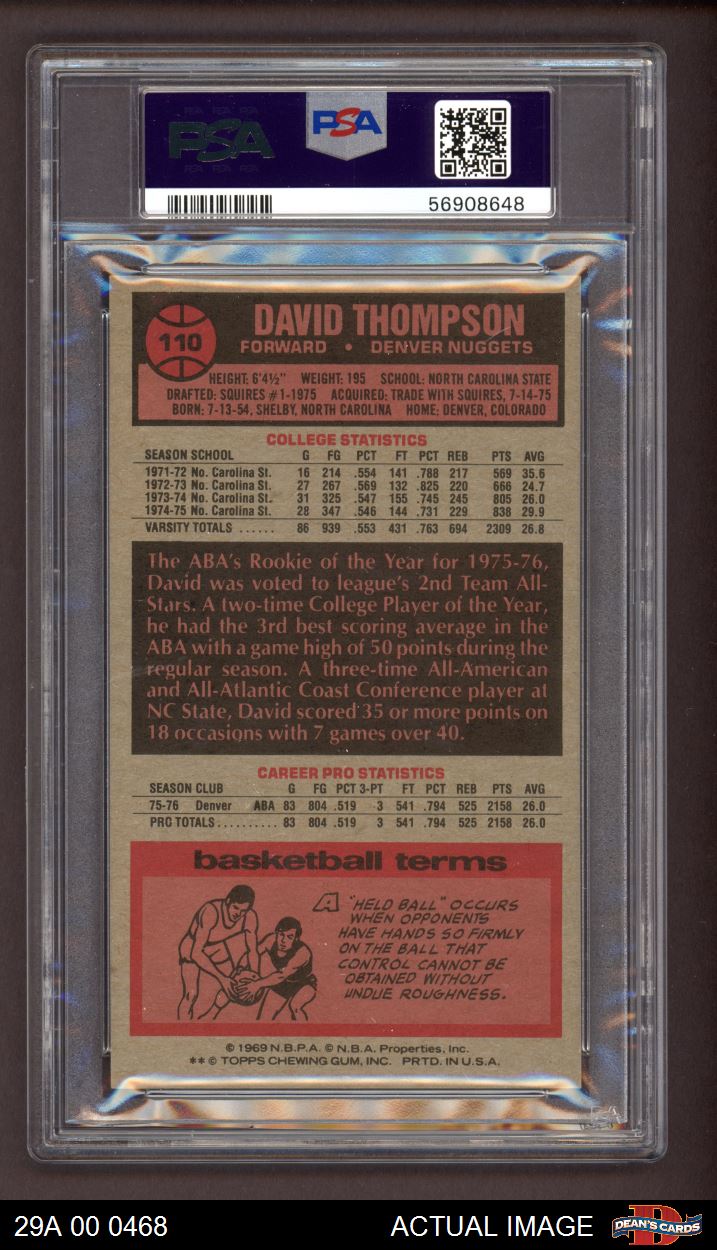 PSA PSA PSA
PSA
PSA PSA PSA
PSA
56908648
110
DAVID THOMPSON
FORWARD • DENVER NUGGETS
HEIGHT: 6'4½" WEIGHT: 195 SCHOOL: NORTH CAROLINA STATE
DRAFTED: SQUIRES #1-1975 ACQUIRED: TRADE WITH SQUIRES, 7-14-75
BORN: 7-13-54, SHELBY, NORTH CAROLINA HOME: DENVER, COLORADO
COLLEGE STATISTICS
SEASON SCHOOL G FG PCT FT PCT REB PTS AVG
1971-72 No. Carolina St. 16 214 .554 141 .788 217 569 35.6
1972-73 No. Carolina St. 27 267 .569 132 .825 220 666 24.7
1973-74 No. Carolina St. 31 325 .547 155 .745 245 805 26.0
1974-75 No. Carolina St. 28 347 .546 144 .731 229 838 29.9
VARSITY TOTALS ...... 86 939 .553 431 .763 694 2309 26.8
The ABA's Rookie of the Year for 1975-76,
David was voted to league's 2nd Team All-
Stars. A two-time College Player of the Year,
he had the 3rd best scoring average in the
ABA with a game high of 50 points during the
regular season. A three-time All-American
and All-Atlantic Coast Conference player at
NC State, David scored 35 or more points on
18 occasions with 7 games over 40.
CAREER PRO STATISTICS
SEASON CLUB G FG PCT 3-PT FT PCT REB PTS AVG
75-76 Denver ABA 83 804 .519 3 541 .794 525 2158 26.0
PRO TOTALS.......... 83 804 .519 3 541 .794 525 2158 26.0
basketball terms
A "HELD BALL" OCCURS
WHEN OPPONENTS
HAVE HANDS SO FIRMLY
ON THE BALL THAT
CONTROL CANNOT BE
OBTAINED WITHOUT
UNDUE ROUGHNESS.
© 1969 N.B.P.A. © N.B.A. Properties, Inc.
** © TOPPS CHEWING GUM, INC. PRTD. IN U.S.A.
29A 00 0468 ACTUAL IMAGE DEAN'S CARDS